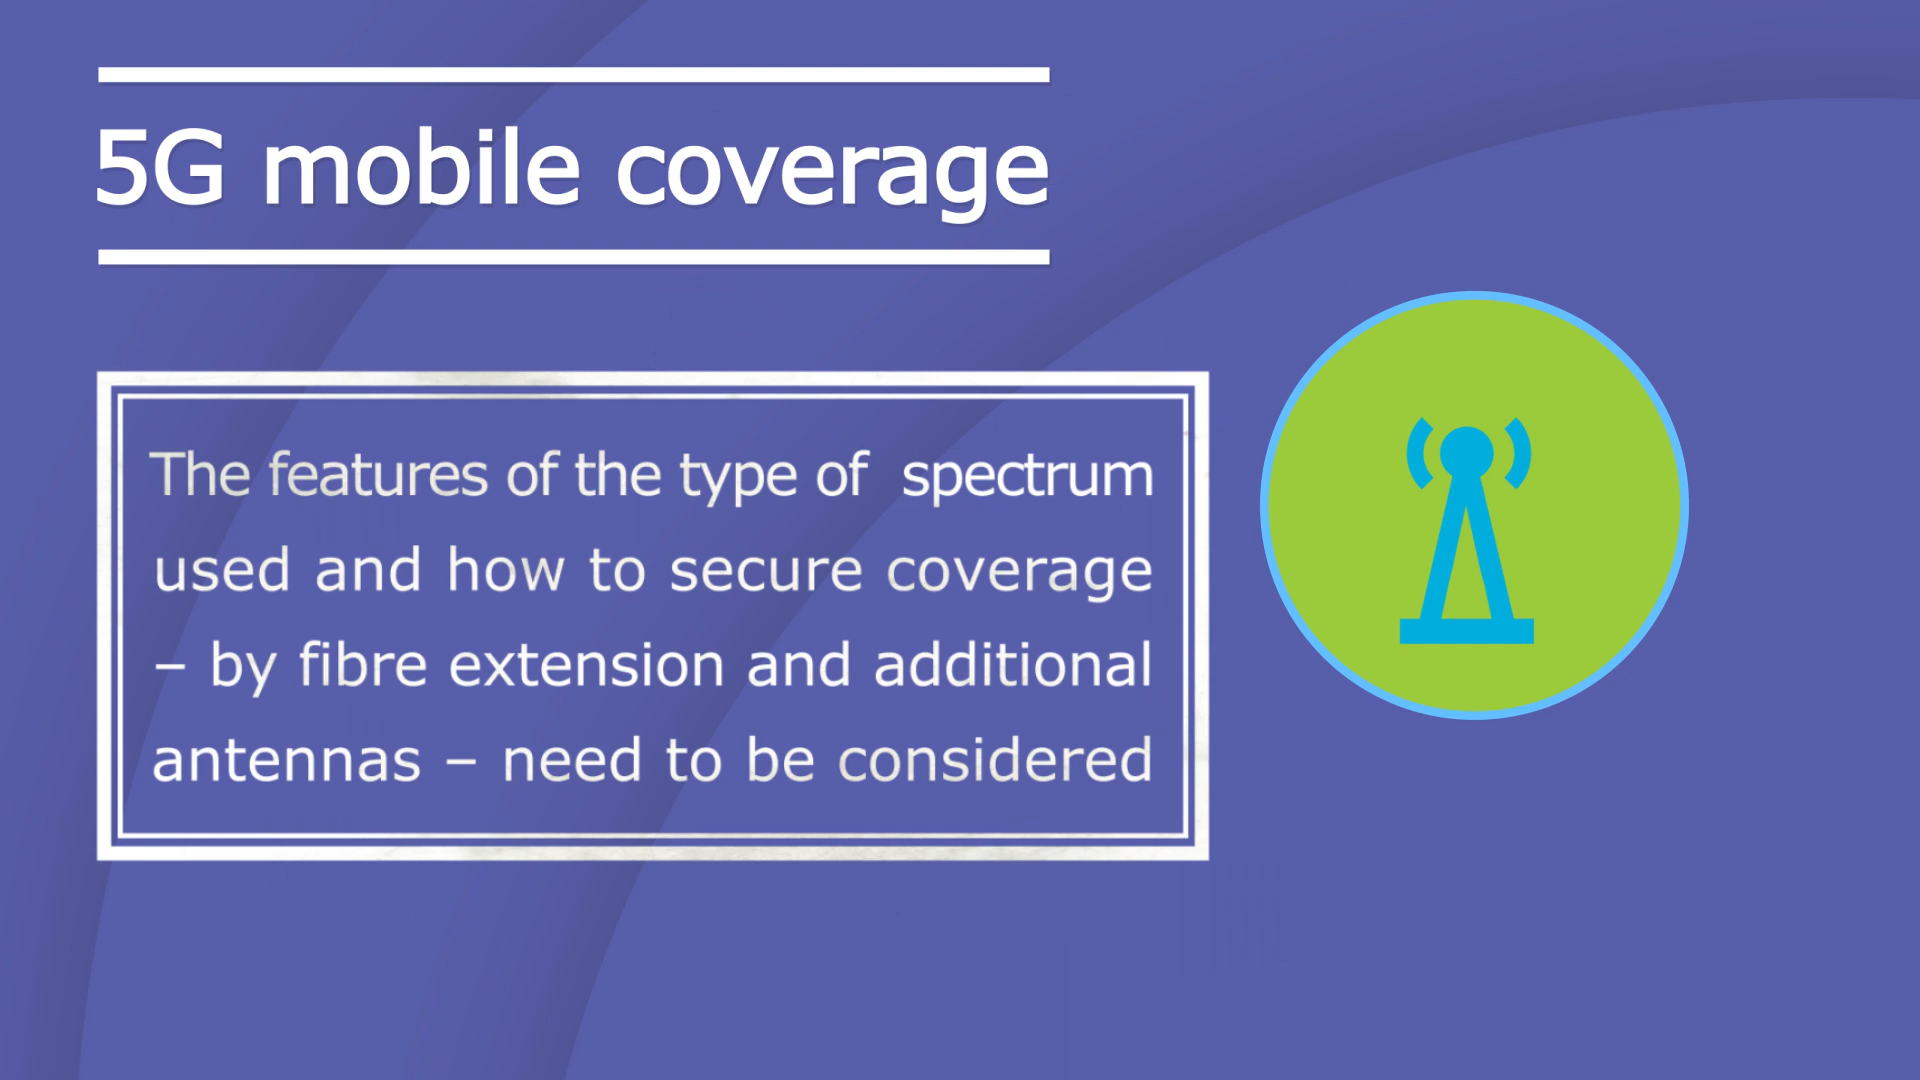 5G mobile coverage
The features of the type of spectrum
used and how to secure coverage
– by fibre extension and additional
antennas – need to be considered